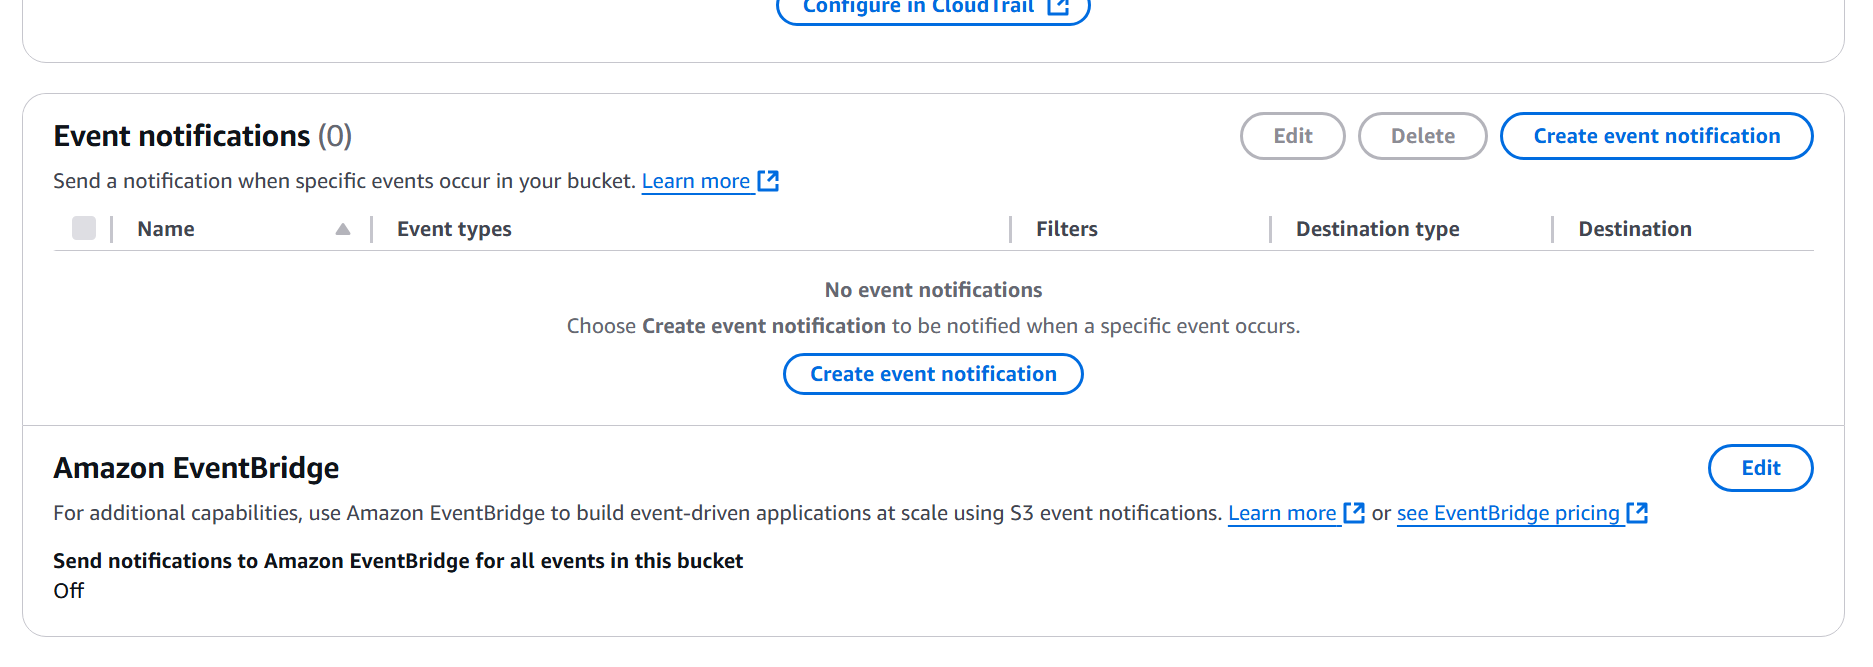 Configure in CloudTrail
Event notifications (0)
Edit
Delete
Create event notification
Send a notification when specific events occur in your bucket. Learn more
Name
Event types
Filters
Destination type
Destination
No event notifications
Choose Create event notification to be notified when a specific event occurs.
Create event notification
Amazon EventBridge
Edit
For additional capabilities, use Amazon EventBridge to build event-driven applications at scale using S3 event notifications. Learn more or see EventBridge pricing
Send notifications to Amazon EventBridge for all events in this bucket
Off